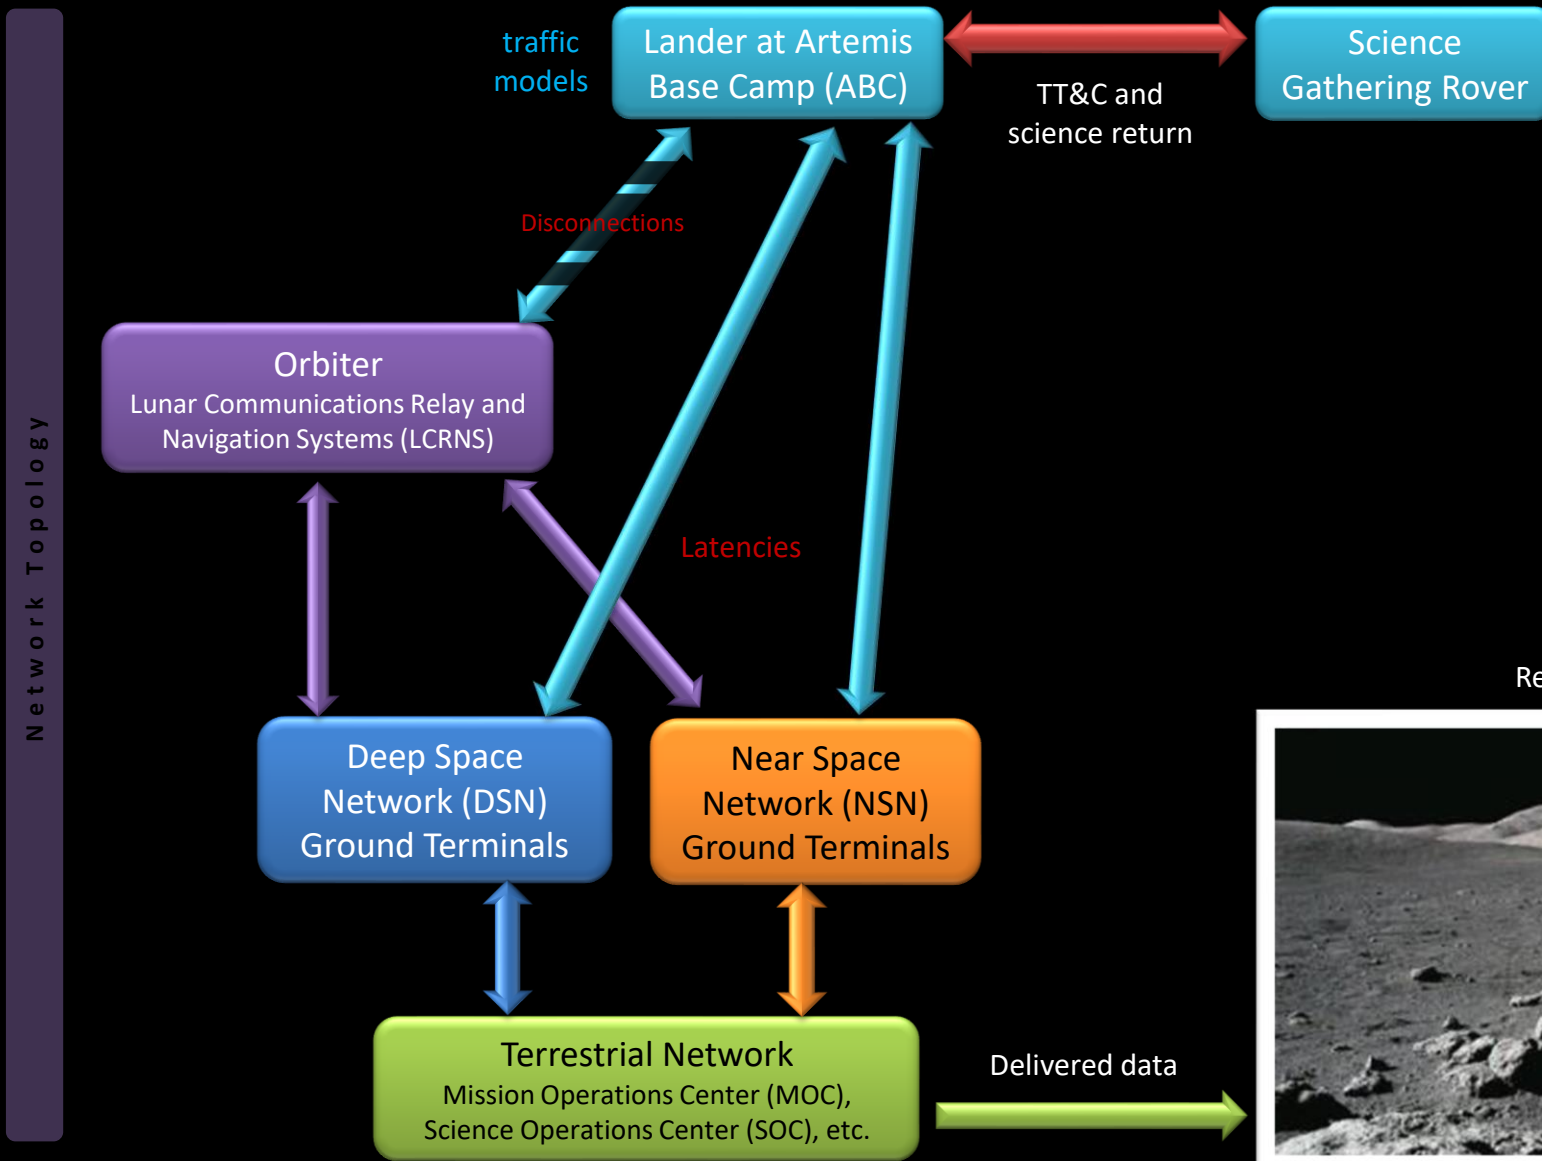 Network Topology
traffic
models
Lander at Artemis
Base Camp (ABC)
TT&C and
science return
Science
Gathering Rover
Disconnections
Orbiter
Lunar Communications Relay and
Navigation Systems (LCRNS)
Latencies
Deep Space
Network (DSN)
Ground Terminals
Near Space
Network (NSN)
Ground Terminals
Re
Terrestrial Network
Mission Operations Center (MOC),
Science Operations Center (SOC), etc.
Delivered data